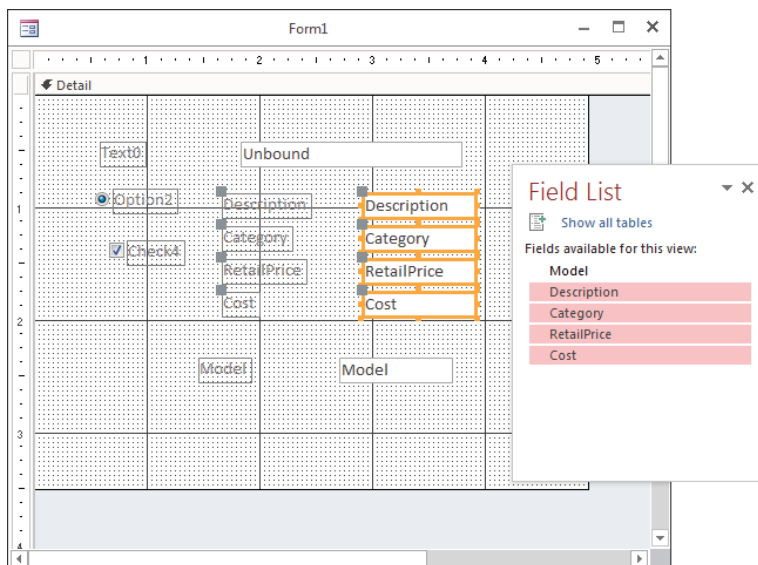 Form1
1 2 3 4 5
Detail
Text0 Unbound
Option2
Check4
Description Description
Category Category
RetailPrice RetailPrice
Cost Cost
Model Model
1
2
3
4
Field List
Show all tables
Fields available for this view:
Model
Description
Category
RetailPrice
Cost